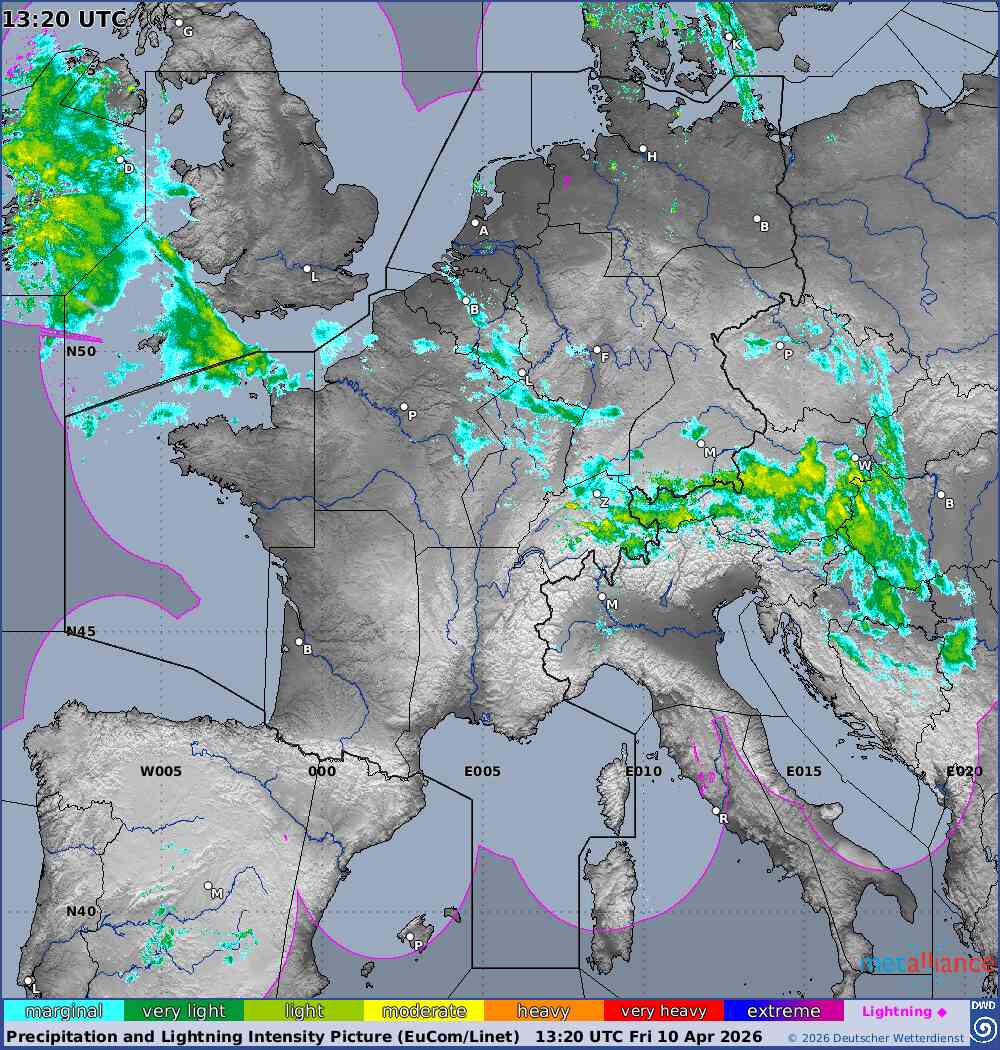 13:20 UTC
G
K
D
H
A
B
L
B
N50
F
P
L
P
M
W
B
Z
M
N45
B
W005
000
E005
E010
E015
E020
R
M
N40
P
L
metalliance
marginal
very light
light
moderate
heavy
very heavy
extreme
Lightning ◆
DWD
Precipitation and Lightning Intensity Picture (EuCom/Linet) 13:20 UTC Fri 10 Apr 2026
© 2026 Deutscher Wetterdienst